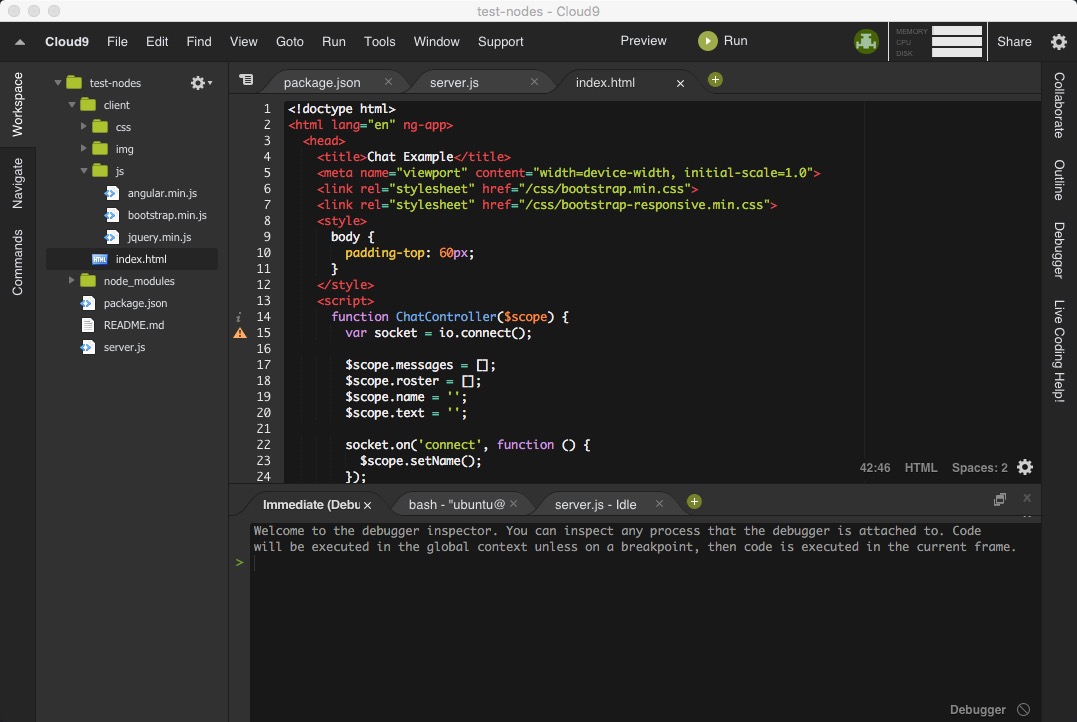 test-nodes - Cloud9
Cloud9 File Edit Find View Goto Run Tools Window Support Preview Run MEMORY CPU DISK Share
Workspace
Navigate
Commands
test-nodes
client
css
img
js
angular.min.js
bootstrap.min.js
jquery.min.js
index.html
node_modules
package.json
README.md
server.js
package.json server.js index.html
1 <!doctype html>
2 <html lang="en" ng-app>
3 <head>
4 <title>Chat Example</title>
5 <meta name="viewport" content="width=device-width, initial-scale=1.0">
6 <link rel="stylesheet" href="/css/bootstrap.min.css">
7 <link rel="stylesheet" href="/css/bootstrap-responsive.min.css">
8 <style>
9 body {
10 padding-top: 60px;
11 }
12 </style>
13 <script>
14 function ChatController($scope) {
15 var socket = io.connect();
16
17 $scope.messages = [];
18 $scope.roster = [];
19 $scope.name = '';
20 $scope.text = '';
21
22 socket.on('connect', function () {
23 $scope.setName();
24 });
42:46 HTML Spaces: 2
Immediate (Debu bash - "ubuntu@ server.js - Idle
Welcome to the debugger inspector. You can inspect any process that the debugger is attached to. Code
will be executed in the global context unless on a breakpoint, then code is executed in the current frame.
>
Debugger
Collaborate
Outline
Debugger
Live Coding Help!